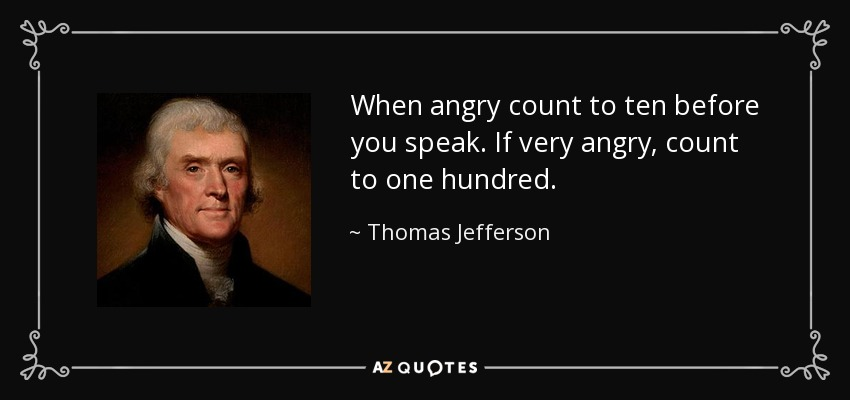 When angry count to ten before
you speak. If very angry, count
to one hundred.
~ Thomas Jefferson
AZ QUOTES